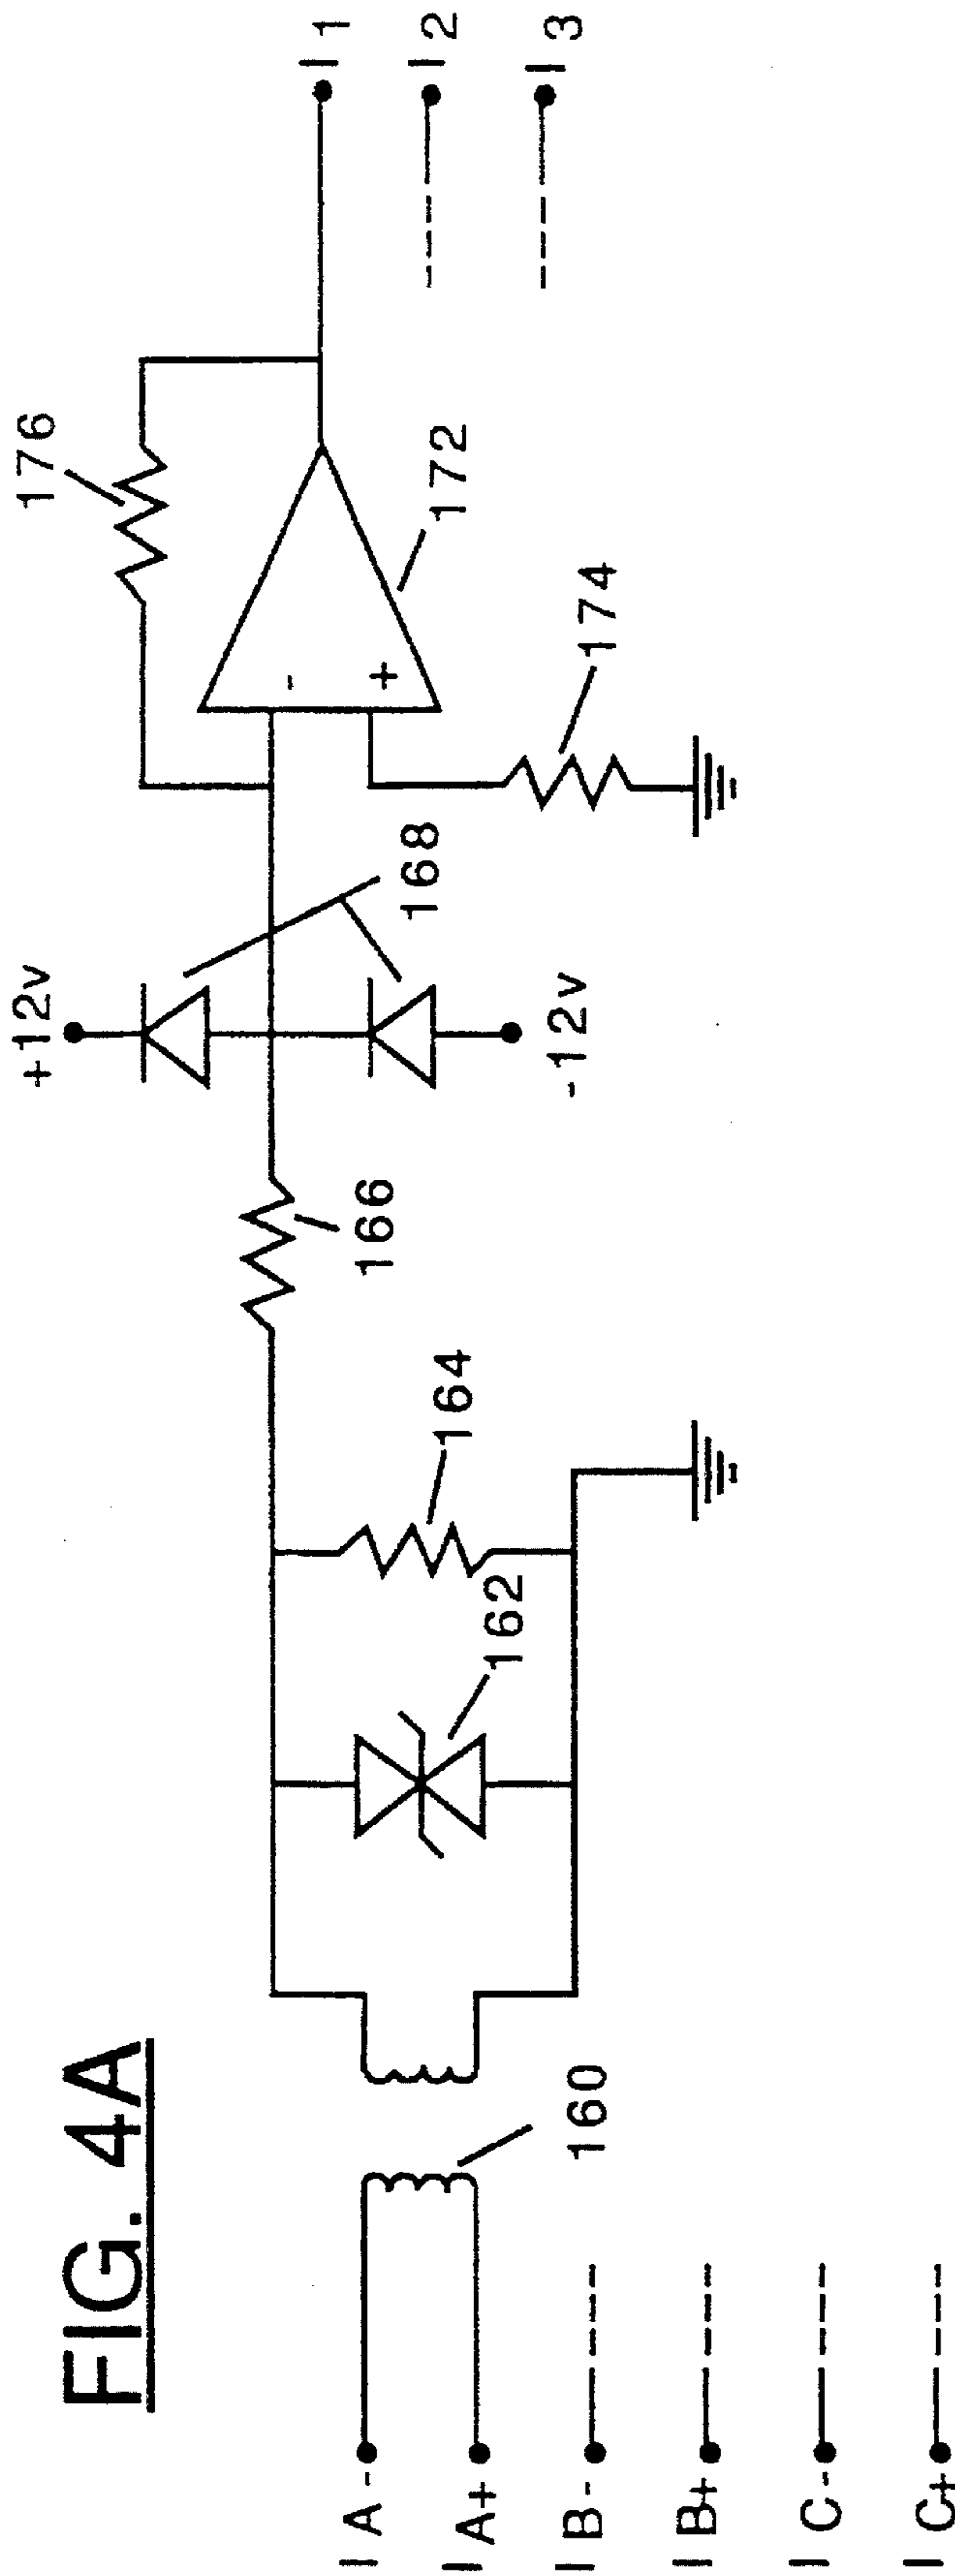 FIG. 4A
176
I 1
+12v
I 2
172
I 3
168
174
-12v
166
164
162
160
I A-
I A+
I B-
I B+
I C-
I C+
-
+